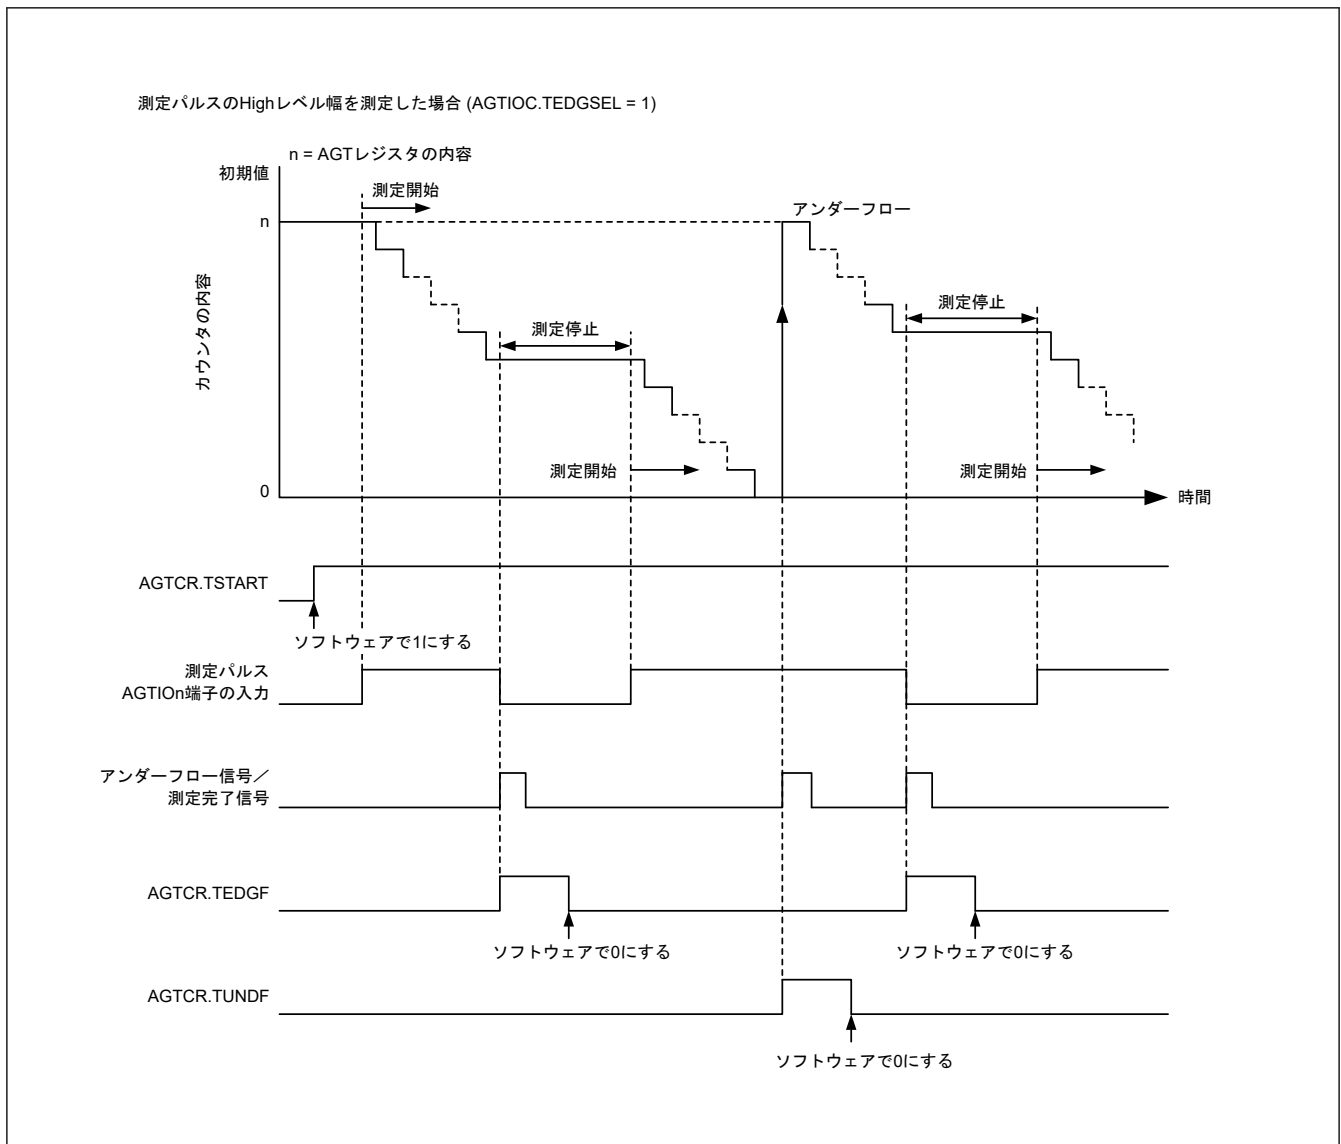 測定パルスのHighレベル幅を測定した場合 (AGTIOC.TEDGSEL = 1)
n = AGTレジスタの内容
初期値
測定開始
n
アンダーフロー
カウンタの内容
測定停止
測定停止
測定開始
測定開始
0
時間
AGTCR.TSTART
ソフトウェアで1にする
測定パルス
AGTIOn端子の入力
アンダーフロー信号／
測定完了信号
AGTCR.TEDGF
ソフトウェアで0にする
ソフトウェアで0にする
AGTCR.TUNDF
ソフトウェアで0にする